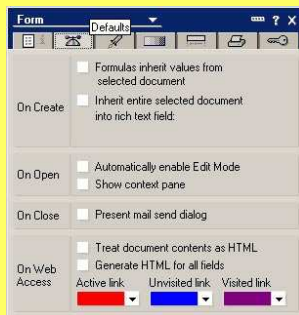 Form
? X
Defaults
On Create
Formulas inherit values from
selected document
Inherit entire selected document
into rich text field:
On Open
Automatically enable Edit Mode
Show context pane
On Close
Present mail send dialog
On Web
Access
Treat document contents as HTML
Generate HTML for all fields
Active link Unvisited link Visited link